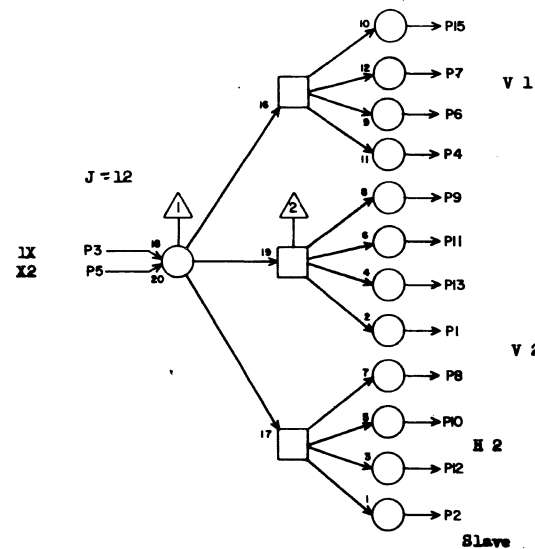 10 P15
12 P7
V 1
16 9 P6
11 P4
J = 12
8 P9
1 2
6 P11
P3 18 19
1X
4 P13
P5 20
X2
2 P1
V 2
7 P8
17 P10
H 2
3 P12
1 P2
Slave